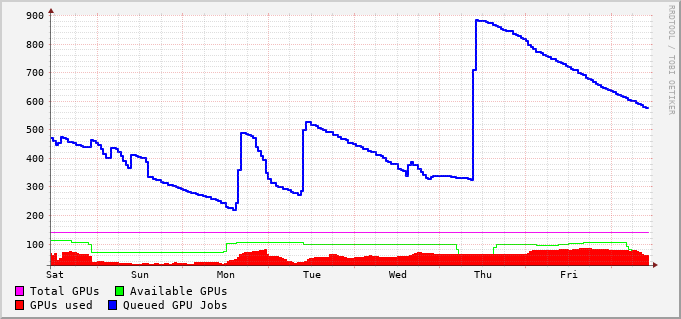 RRDTOOL / TOBI OETIKER
900
800
700
600
500
400
300
200
100
Sat Sun Mon Tue Wed Thu Fri
Total GPUs Available GPUs
GPUs used Queued GPU Jobs